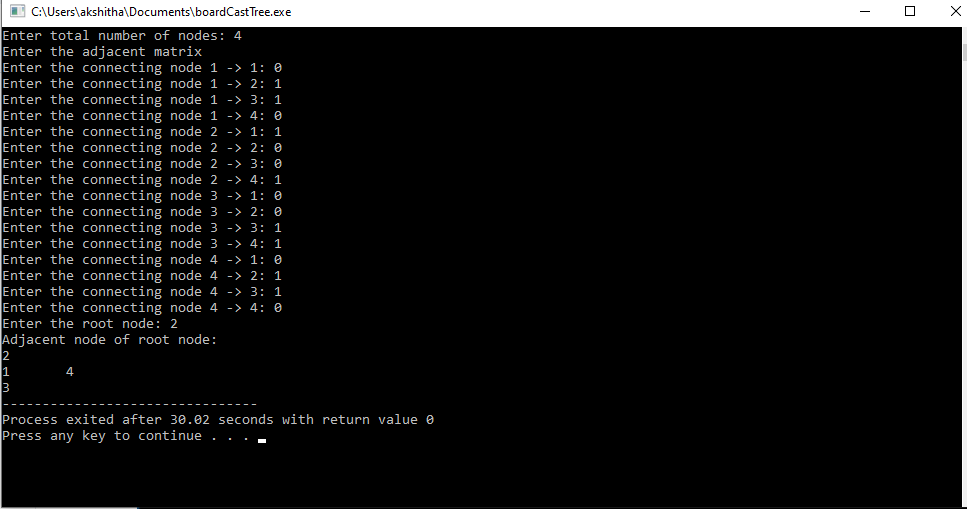 C:\Users\akshitha\Documents\boardCastTree.exe
Enter total number of nodes: 4
Enter the adjacent matrix
Enter the connecting node 1 -> 1: 0
Enter the connecting node 1 -> 2: 1
Enter the connecting node 1 -> 3: 1
Enter the connecting node 1 -> 4: 0
Enter the connecting node 2 -> 1: 1
Enter the connecting node 2 -> 2: 0
Enter the connecting node 2 -> 3: 0
Enter the connecting node 2 -> 4: 1
Enter the connecting node 3 -> 1: 0
Enter the connecting node 3 -> 2: 0
Enter the connecting node 3 -> 3: 1
Enter the connecting node 3 -> 4: 1
Enter the connecting node 4 -> 1: 0
Enter the connecting node 4 -> 2: 1
Enter the connecting node 4 -> 3: 1
Enter the connecting node 4 -> 4: 0
Enter the root node: 2
Adjacent node of root node:
2
1       4
3
--------------------------------
Process exited after 30.02 seconds with return value 0
Press any key to continue . . .